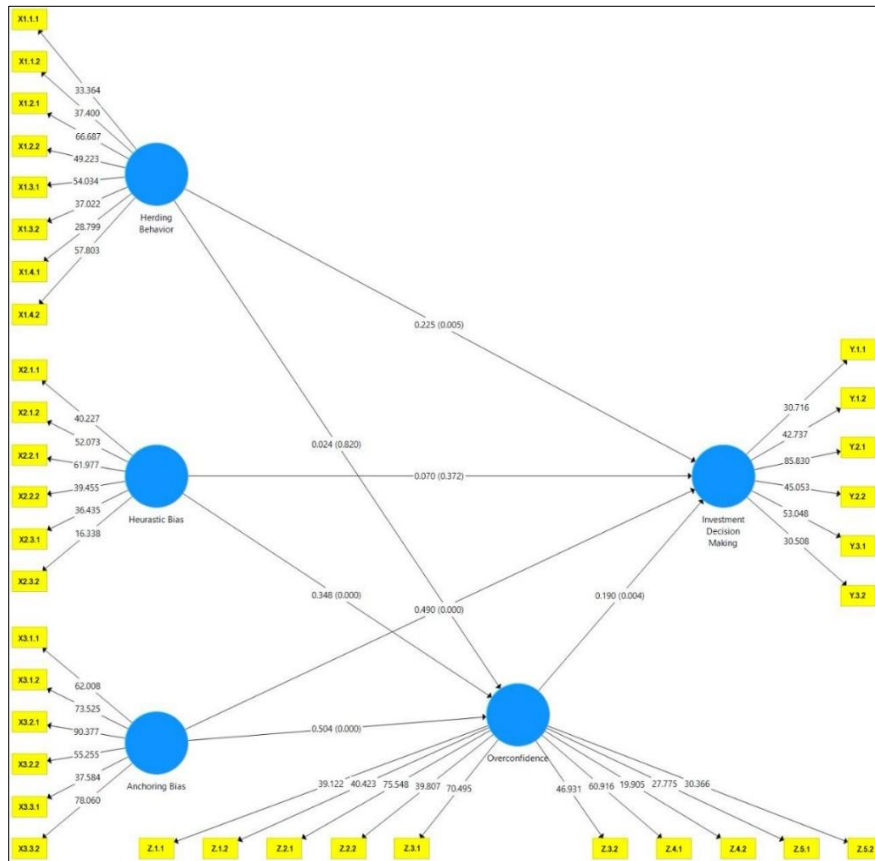 X1.1.1
X1.1.2
X1.2.1
X1.2.2
X1.3.1
X1.3.2
X1.4.1
X1.4.2
33.364
37.400
66.687
49.223
54.034
37.022
28.799
57.803
Herding
Behavior
0.225 (0.005)
0.024 (0.820)
X2.1.1
X2.1.2
X2.2.1
X2.2.2
X2.3.1
X2.3.2
40.227
52.073
61.977
39.455
36.435
16.338
Heurastic Bias
0.070 (0.372)
0.348 (0.000)
X3.1.1
X3.1.2
X3.2.1
X3.2.2
X3.3.1
X3.3.2
62.008
73.525
90.377
55.255
37.584
78.060
Anchoring Bias
0.490 (0.000)
0.504 (0.000)
0.190 (0.004)
Investment
Decision
Making
30.716
42.737
85.830
45.053
53.048
30.508
Y.1.1
Y.1.2
Y.2.1
Y.2.2
Y.3.1
Y.3.2
Overconfidence
39.122
40.423
75.548
39.807
70.495
46.931
60.916
19.905
27.775
30.366
Z.1.1
Z.1.2
Z.2.1
Z.2.2
Z.3.1
Z.3.2
Z.4.1
Z.4.2
Z.5.1
Z.5.2